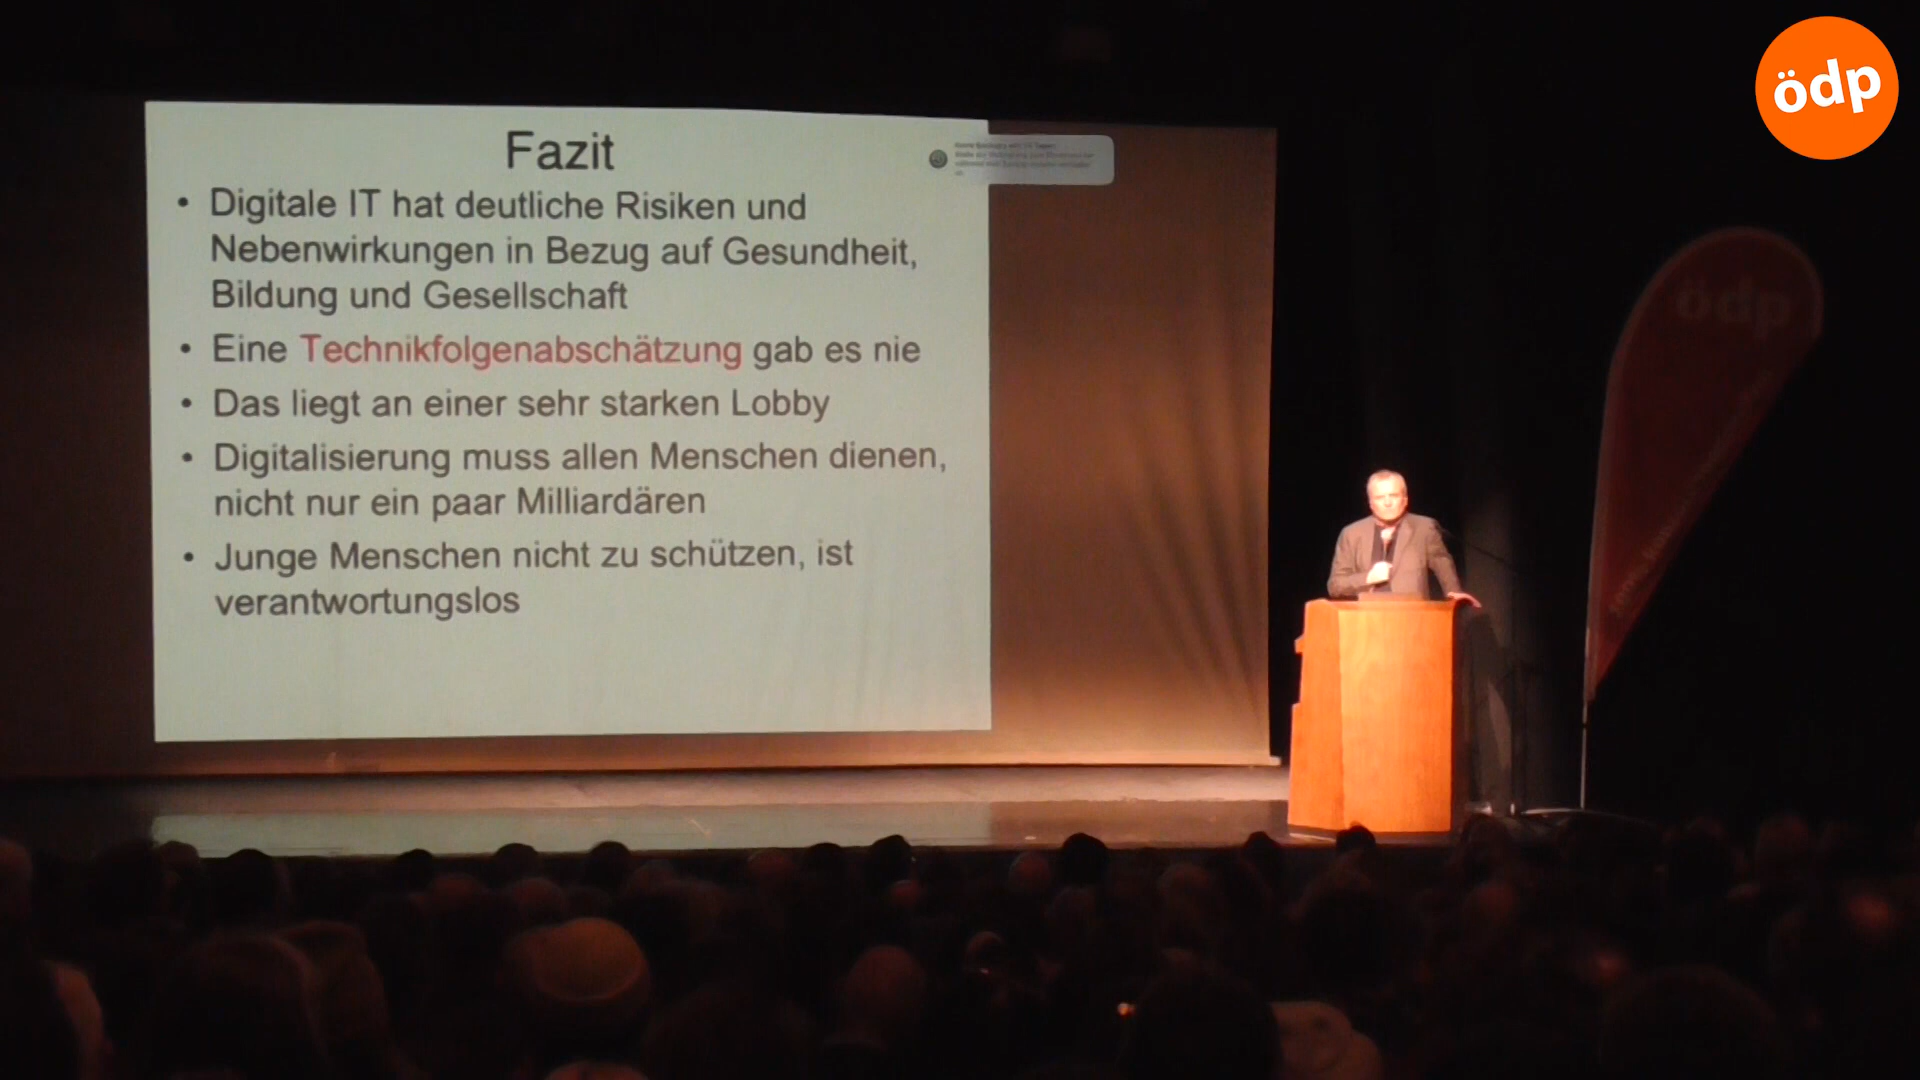 ödp
Fazit
• Digitale IT hat deutliche Risiken und
Nebenwirkungen in Bezug auf Gesundheit,
Bildung und Gesellschaft
• Eine Technikfolgenabschätzung gab es nie
• Das liegt an einer sehr starken Lobby
• Digitalisierung muss allen Menschen dienen,
nicht nur ein paar Milliardären
• Junge Menschen nicht zu schützen, ist
verantwortungslos
ödp